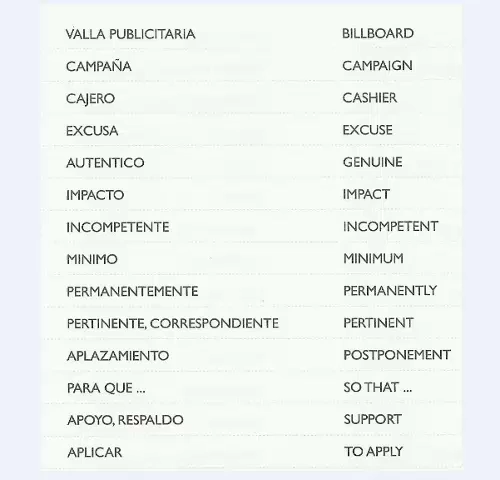 VALLA PUBLICITARIA BILLBOARD
CAMPAÑA CAMPAIGN
CAJERO CASHIER
EXCUSA EXCUSE
AUTENTICO GENUINE
IMPACTO IMPACT
INCOMPETENTE INCOMPETENT
MINIMO MINIMUM
PERMANENTEMENTE PERMANENTLY
PERTINENTE, CORRESPONDIENTE PERTINENT
APLAZAMIENTO POSTPONEMENT
PARA QUE ... SO THAT ...
APOYO, RESPALDO SUPPORT
APLICAR TO APPLY